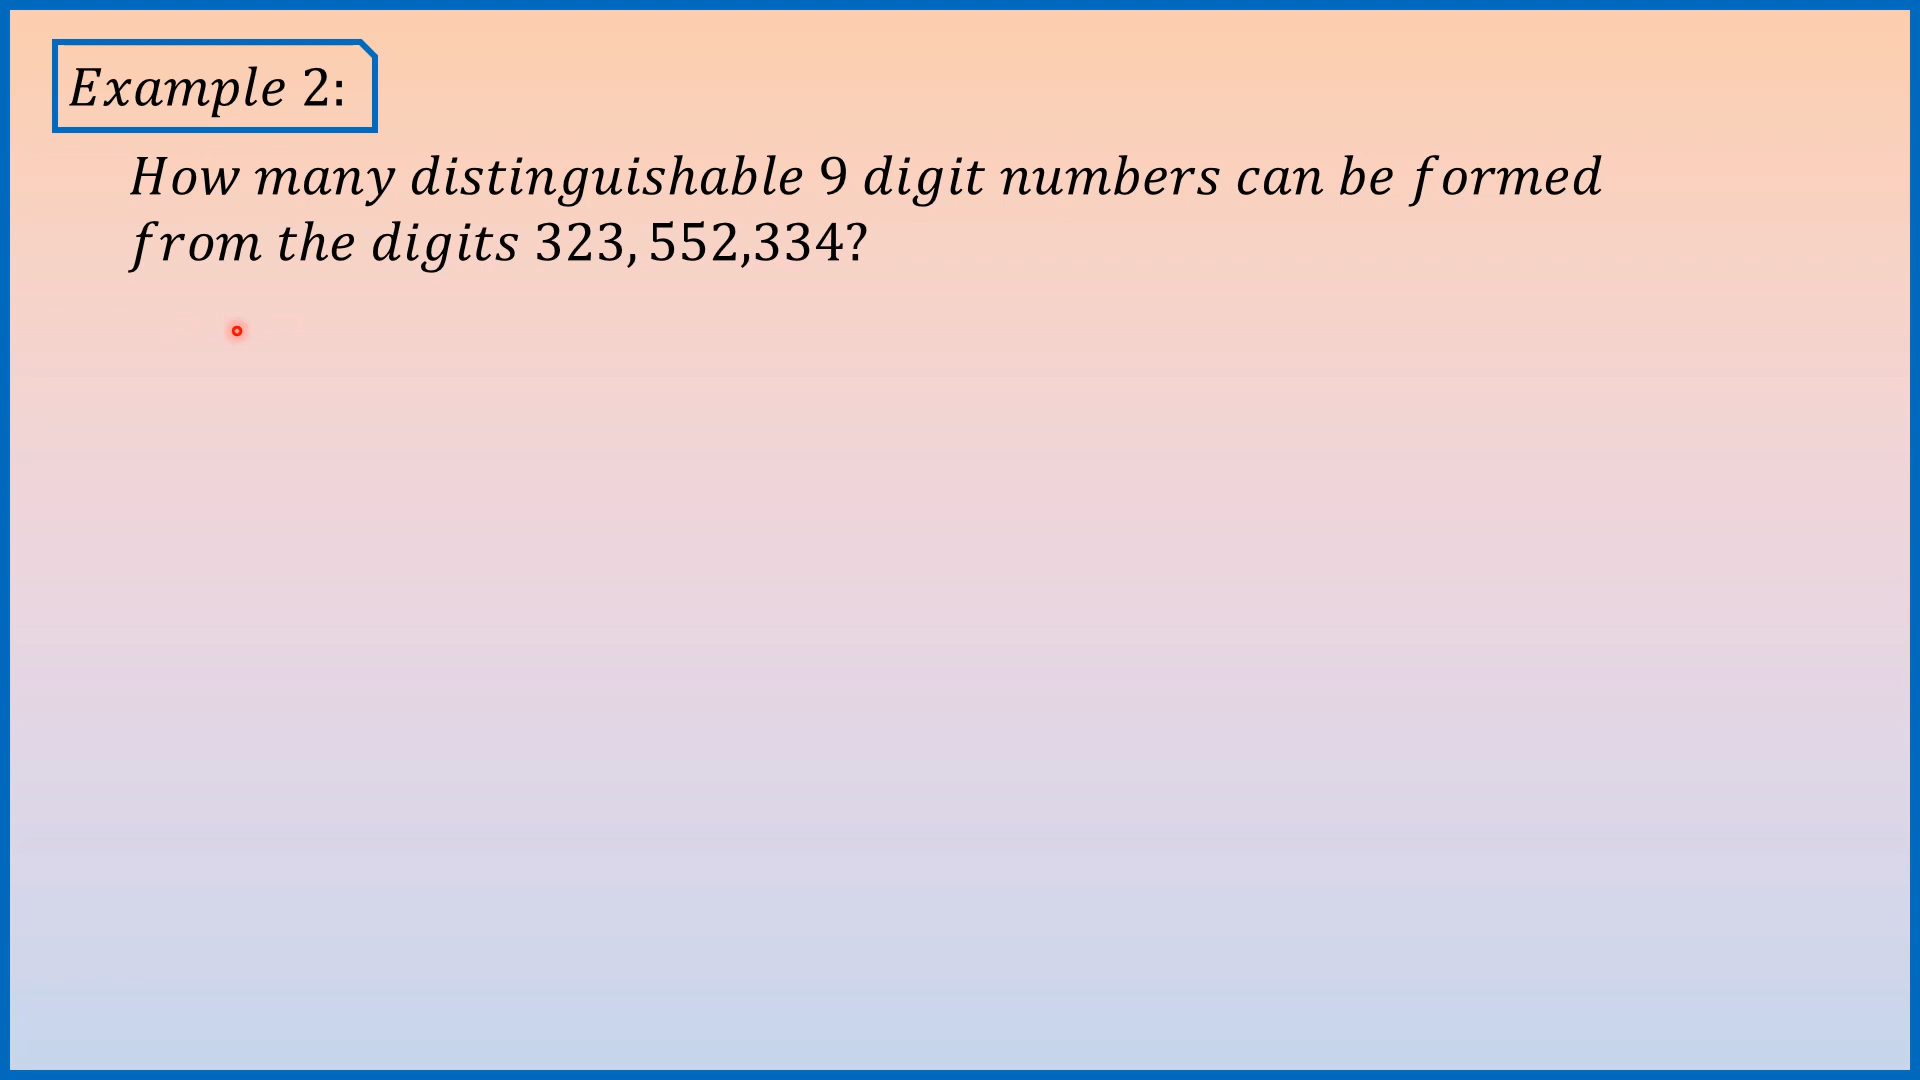 Example 2:
How many distinguishable 9 digit numbers can be formed
from the digits 323, 552,334?